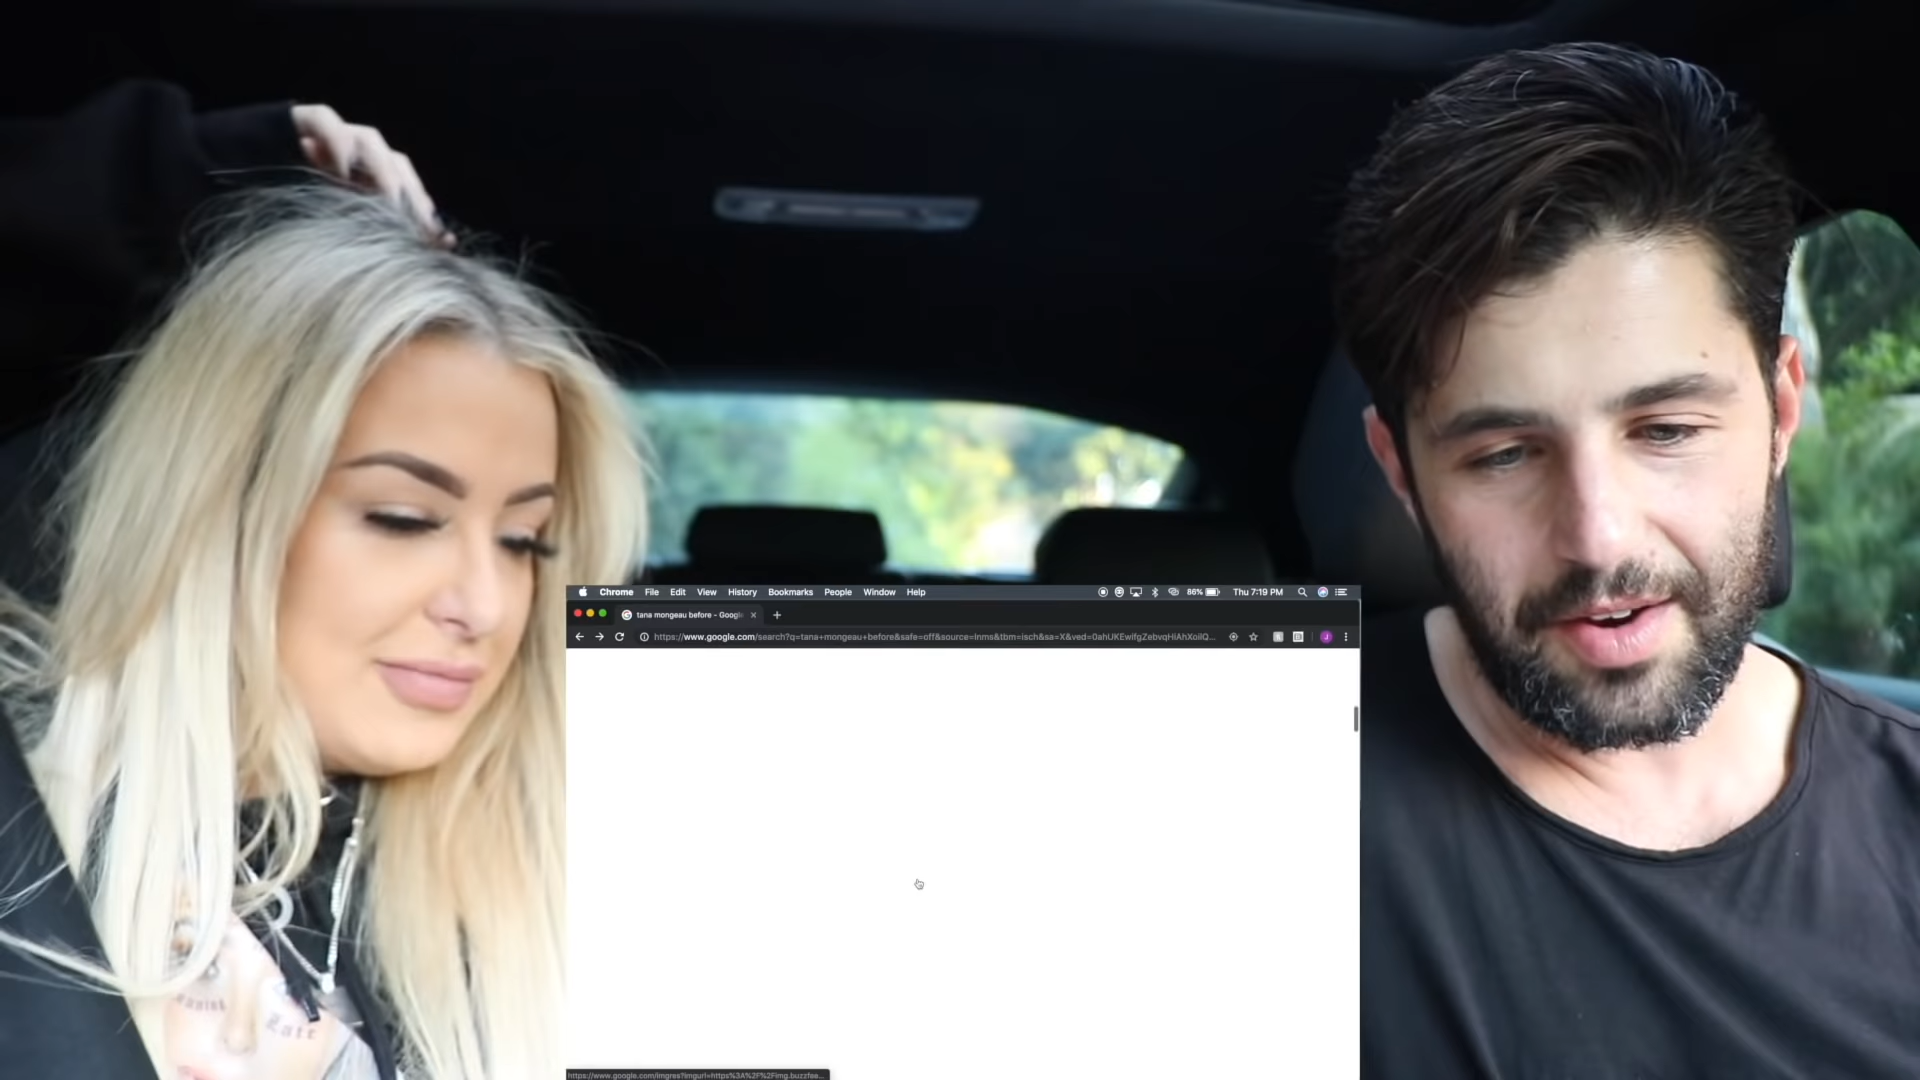 Chrome File Edit View History Bookmarks People Window Help 86% Thu 7:19 PM
tana mongeau before - Google
https://www.google.com/search?q=tana+mongeau+before&safe=off&source=lnms&tbm=isch&sa=X&ved=0ahUKEwifgZebvqHiAhXoilQ...
J
Late
https://www.google.com/imgres?imgurl=https%3A%2F%2Fimg.buzzfee...